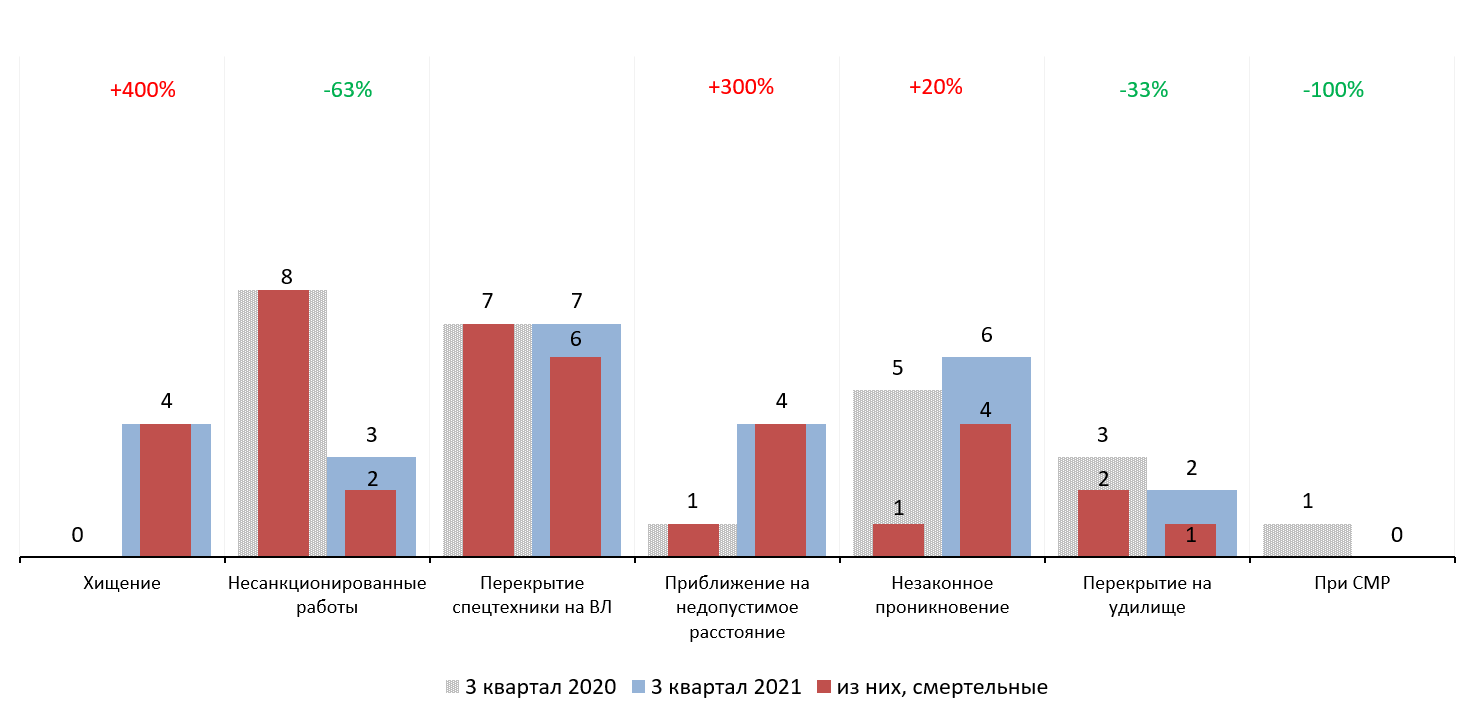 +400%
-63%
+300%
+20%
-33%
-100%
0
4
8
3
2
7
7
6
1
4
5
1
6
4
3
2
2
1
1
0
Хищение
Несанкционированные
работы
Перекрытие
спецтехники на ВЛ
Приближение на
недопустимое
расстояние
Незаконное
проникновение
Перекрытие на
удилище
При СМР
3 квартал 2020
3 квартал 2021
из них, смертельные